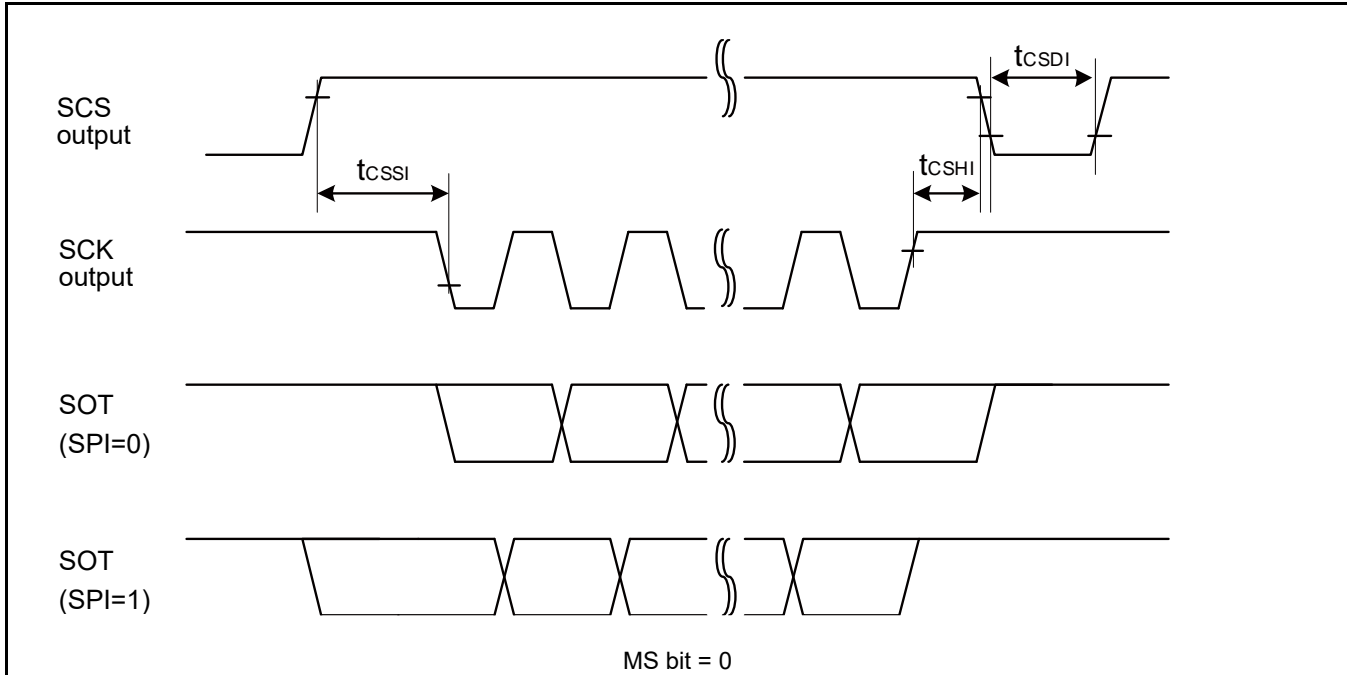 tCSDI
SCS
output
tCSSI
tCSHI
SCK
output
SOT
(SPI=0)
SOT
(SPI=1)
MS bit = 0